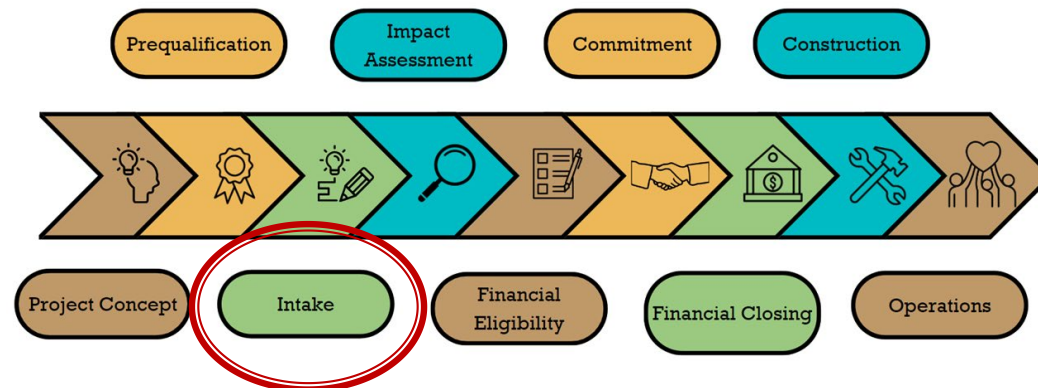 Prequalification
Impact
Assessment
Commitment
Construction
$
Project Concept
Intake
Financial
Eligibility
Financial Closing
Operations